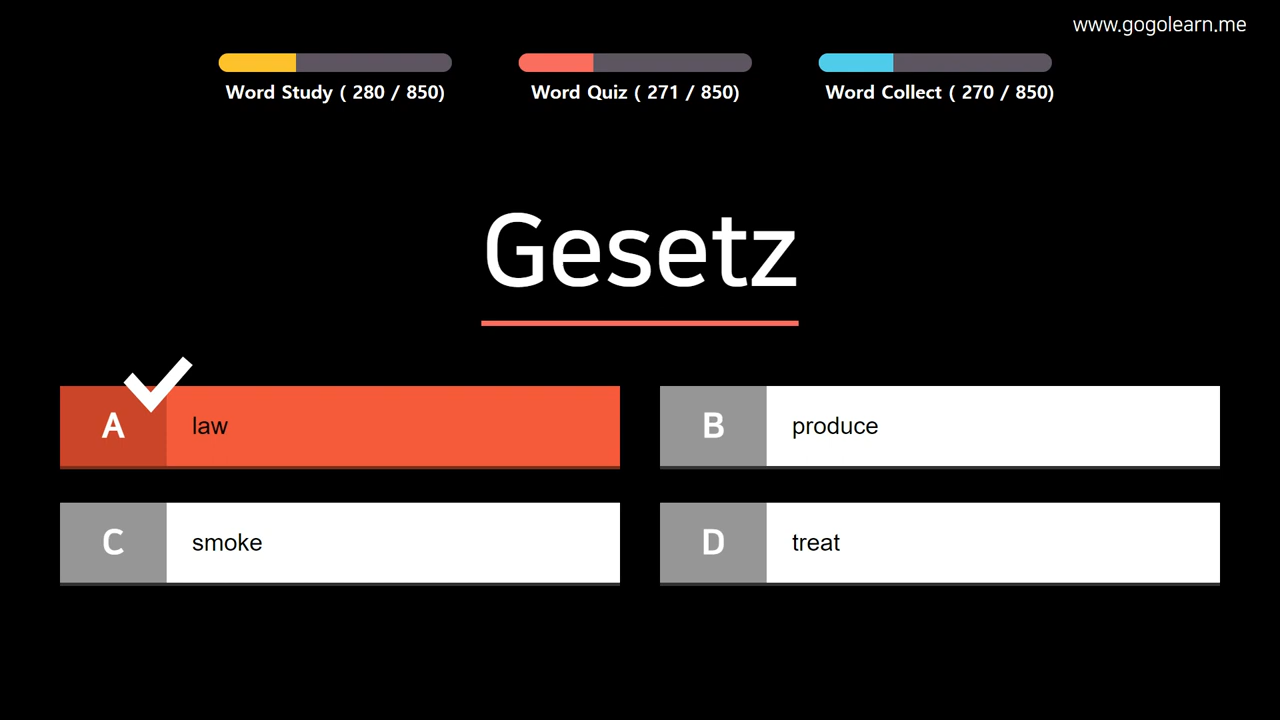 www.gogolearn.me
Word Study ( 280 / 850)
Word Quiz ( 271 / 850)
Word Collect ( 270 / 850)
Gesetz
A law
B produce
C smoke
D treat